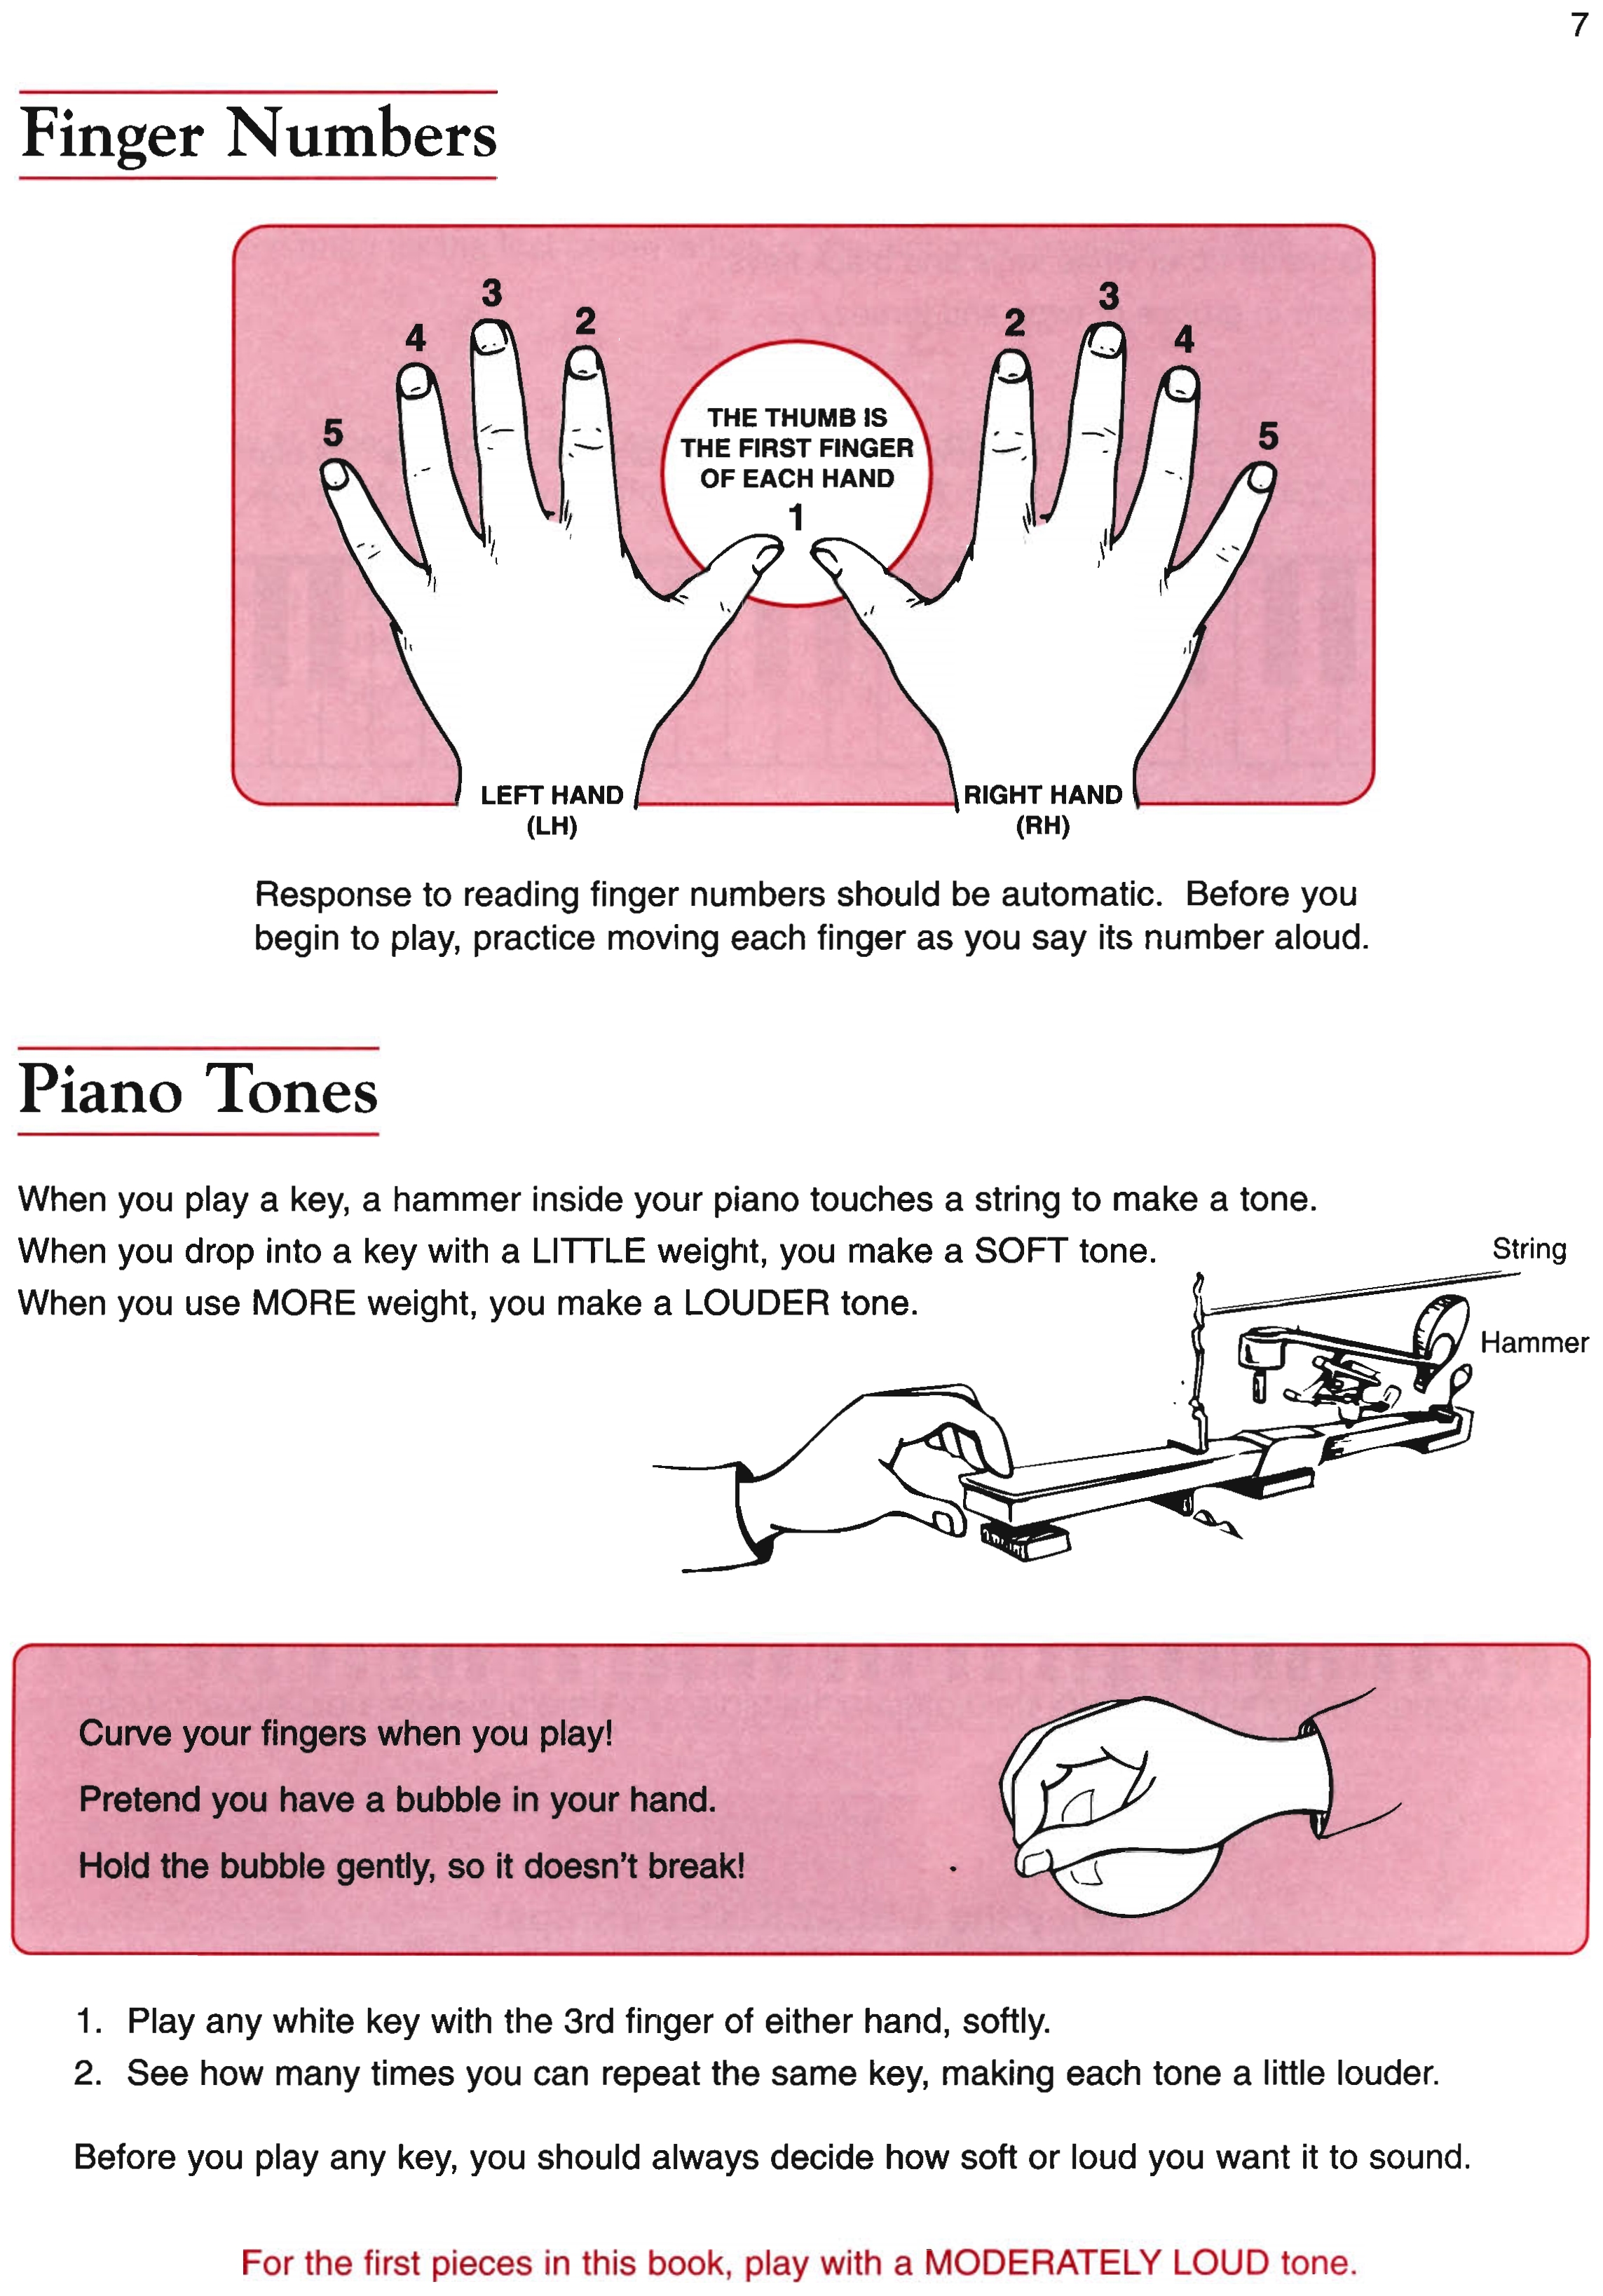 7
Finger Numbers
3
2
4
5
2
3
4
5
THE THUMB IS
THE FIRST FINGER
OF EACH HAND
1
LEFT HAND
(LH)
RIGHT HAND
(RH)
Response to reading finger numbers should be automatic. Before you
begin to play, practice moving each finger as you say its number aloud.
Piano Tones
When you play a key, a hammer inside your piano touches a string to make a tone.
When you drop into a key with a LITTLE weight, you make a SOFT tone.
When you use MORE weight, you make a LOUDER tone.
String
Hammer
Curve your fingers when you play!
Pretend you have a bubble in your hand.
Hold the bubble gently, so it doesn't break!
1. Play any white key with the 3rd finger of either hand, softly.
2. See how many times you can repeat the same key, making each tone a little louder.
Before you play any key, you should always decide how soft or loud you want it to sound.
For the first pieces in this book, play with a MODERATELY LOUD tone.